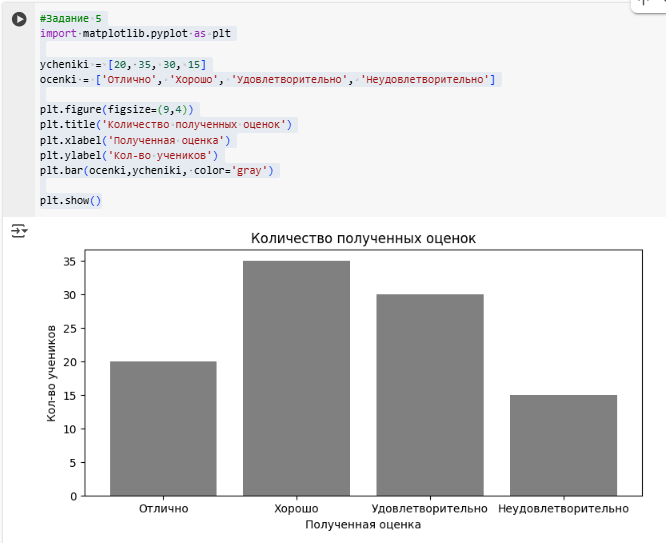 #Задание 5
import matplotlib.pyplot as plt
ycheniki = [20, 35, 30, 15]
ocenki = ['Отлично', 'Хорошо', 'Удовлетворительно', 'Неудовлетворительно']
plt.figure(figsize=(9,4))
plt.title('Количество полученных оценок')
plt.xlabel('Полученная оценка')
plt.ylabel('Кол-во учеников')
plt.bar(ocenki,ycheniki, color='gray')
plt.show()
Количество полученных оценок
Кол-во учеников
35
30
25
20
15
10
5
0
Отлично Хорошо Удовлетворительно Неудовлетворительно
Полученная оценка